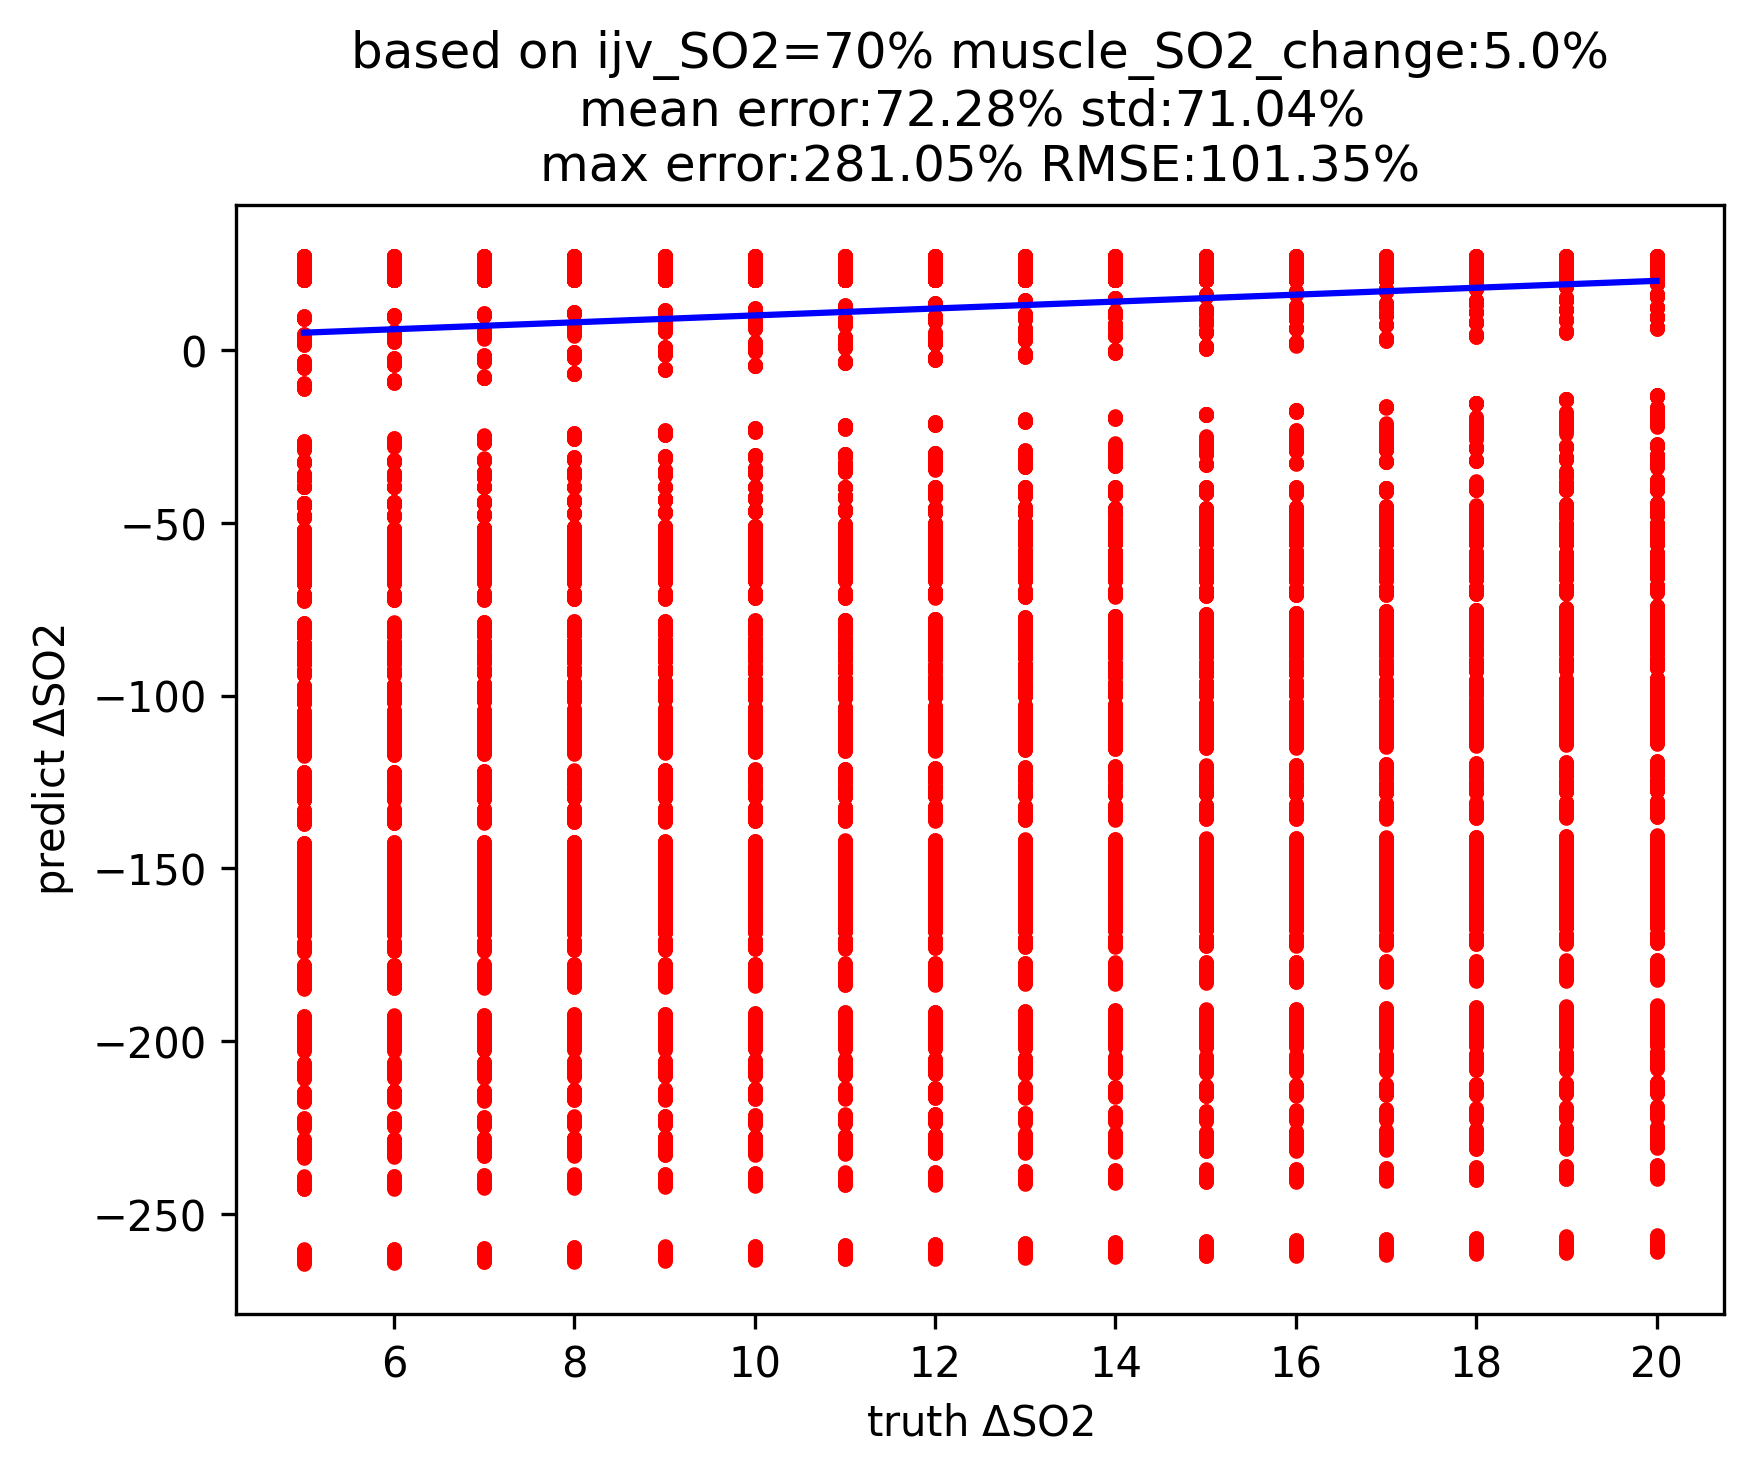 based on ijv_SO2=70% muscle_SO2_change:5.0%
mean error:72.28% std:71.04%
max error:281.05% RMSE:101.35%
predict ΔSO2
0
−50
−100
−150
−200
−250
6 8 10 12 14 16 18 20
truth ΔSO2